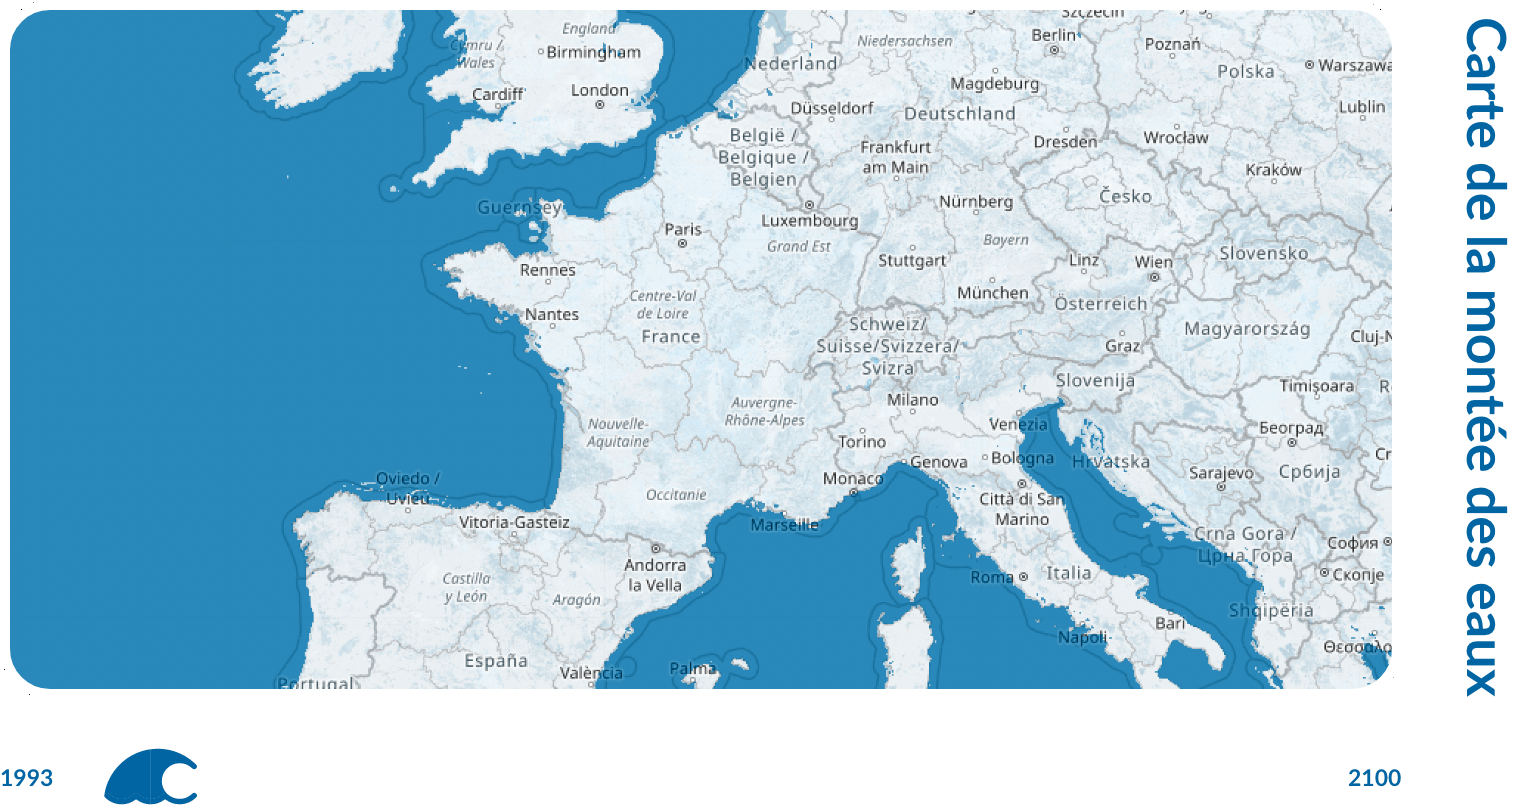 England
Szczecin
Berlin
Cymru /
Wales
Birmingham
Niedersachsen
Poznań
Nederland
Magdeburg
Polska
Warszawa
Cardiff
London
Düsseldorf
Deutschland
Lublin
België /
Belgique /
Belgien
Frankfurt
am Main
Dresden
Wrocław
Kraków
Guernsey
Luxembourg
Nürnberg
Česko
Paris
Grand Est
Bayern
Rennes
Stuttgart
Linz
Wien
Slovensko
Centre-Val
de Loire
München
Österreich
Nantes
France
Schweiz/
Suisse/Svizzera/
Svizra
Graz
Magyarország
Cluj-N
Slovenija
Timișoara
R
Auvergne-
Rhône-Alpes
Milano
Nouvelle-
Aquitaine
Torino
Venezia
Београд
Genova
Bologna
Hrvatska
Sarajevo
Србија
Cr
Oviedo /
Uviéu
Monaco
Occitanie
Città di San
Marino
Vitoria-Gasteiz
Marseille
Crna Gora /
Црна Гора
София
Andorra
la Vella
Castilla
y León
Aragón
Roma
Italia
Скопје
Shqipëria
Bari
Napoli
Θεσσαλο
España
València
Palma
Portugal
Carte de la montée des eaux
1993
2100